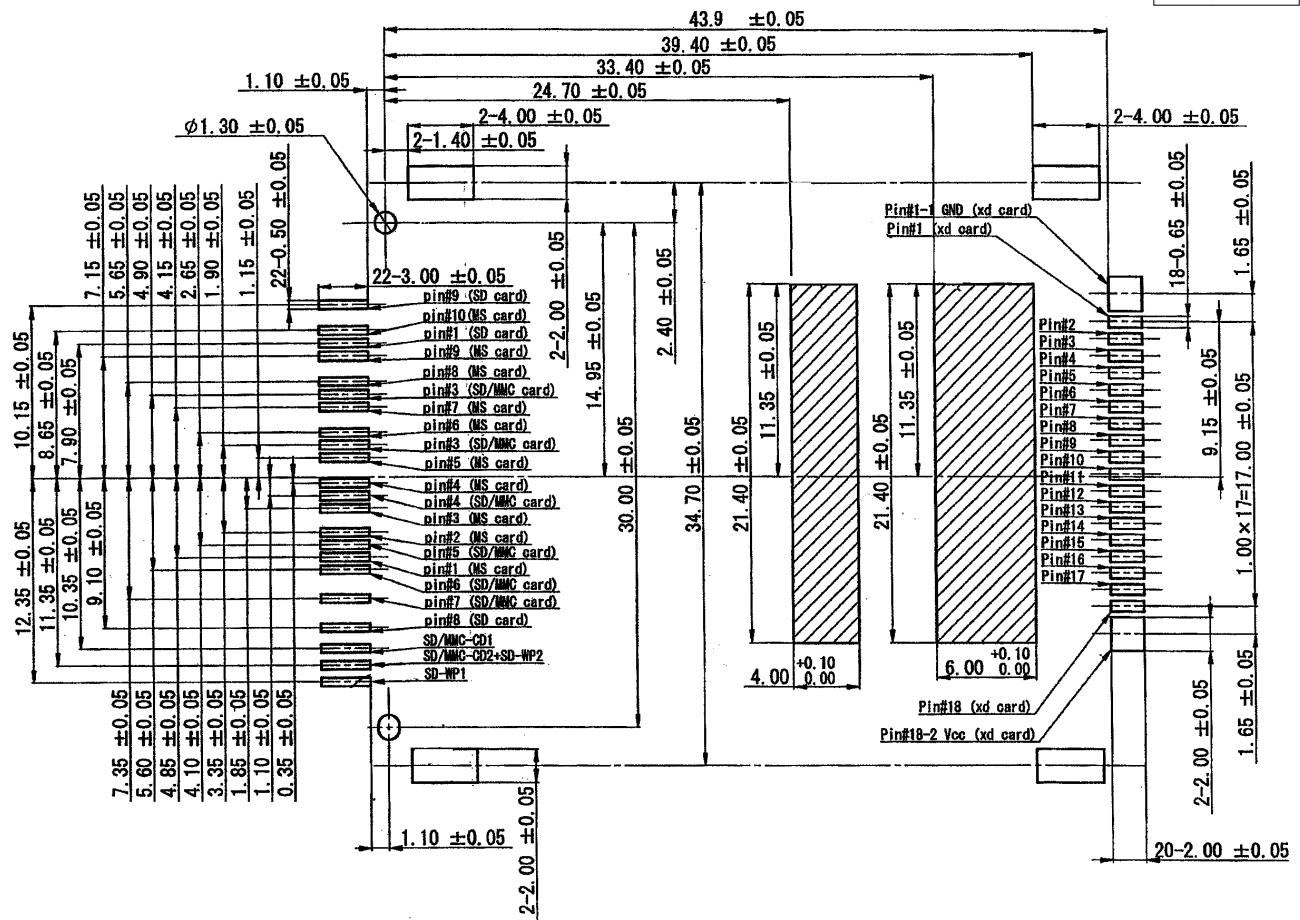 43.9 ±0.05
39.40 ±0.05
33.40 ±0.05
24.70 ±0.05
1.10 ±0.05
2-4.00 ±0.05
2-1.40 ±0.05
2-4.00 ±0.05
φ1.30 ±0.05
7.15 ±0.05
5.65 ±0.05
4.90 ±0.05
4.15 ±0.05
2.65 ±0.05
1.90 ±0.05
1.15 ±0.05
22-0.50 ±0.05
22-3.00 ±0.05
10.15 ±0.05
8.65 ±0.05
7.90 ±0.05
pin#9 (SD card)
pin#10(MS card)
pin#1 (SD card)
pin#9 (MS card)
pin#8 (MS card)
pin#3 (SD/MMC card)
pin#7 (MS card)
pin#6 (MS card)
pin#3 (SD/MMC card)
pin#5 (MS card)
pin#4 (MS card)
pin#4 (SD/MMC card)
pin#3 (MS card)
pin#2 (MS card)
pin#5 (SD/MMC card)
pin#1 (MS card)
pin#6 (SD/MMC card)
pin#7 (SD/MMC card)
pin#8 (SD card)
SD/MMC-CD1
SD/MMC-CD2+SD-WP2
SD-WP1
12.35 ±0.05
11.35 ±0.05
10.35 ±0.05
9.10 ±0.05
7.35 ±0.05
5.60 ±0.05
4.85 ±0.05
4.10 ±0.05
3.35 ±0.05
1.85 ±0.05
1.10 ±0.05
0.35 ±0.05
1.10 ±0.05
2-2.00 ±0.05
2-2.00 ±0.05
14.95 ±0.05
30.00 ±0.05
2.40 ±0.05
34.70 ±0.05
11.35 ±0.05
21.40 ±0.05
11.35 ±0.05
21.40 ±0.05
4.00 +0.10 0.00
6.00 +0.10 0.00
Pin#1-1 GND (xd card)
Pin#1 (xd card)
Pin#2
Pin#3
Pin#4
Pin#5
Pin#6
Pin#7
Pin#8
Pin#9
Pin#10
Pin#11
Pin#12
Pin#13
Pin#14
Pin#15
Pin#16
Pin#17
Pin#18 (xd card)
Pin#18-2 Vcc (xd card)
18-0.65 ±0.05
1.65 ±0.05
9.15 ±0.05
1.00×17=17.00 ±0.05
2-2.00 ±0.05
1.65 ±0.05
20-2.00 ±0.05